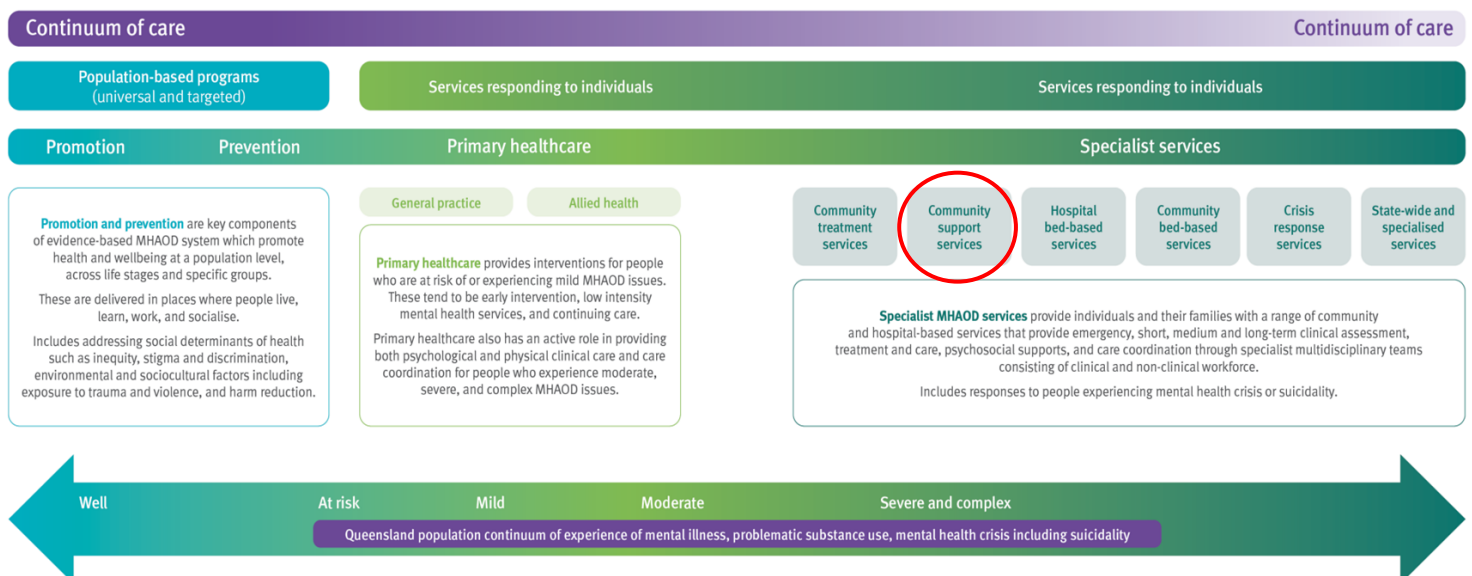 Continuum of care
Continuum of care
Population-based programs
(universal and targeted)
Services responding to individuals
Services responding to individuals
Promotion
Prevention
Primary healthcare
Specialist services
Promotion and prevention are key components
of evidence-based MHAOD system which promote
health and wellbeing at a population level,
across life stages and specific groups.
These are delivered in places where people live,
learn, work, and socialise.
Includes addressing social determinants of health
such as inequity, stigma and discrimination,
environmental and sociocultural factors including
exposure to trauma and violence, and harm reduction.
General practice
Allied health
Primary healthcare provides interventions for people
who are at risk of or experiencing mild MHAOD issues.
These tend to be early intervention, low intensity
mental health services, and continuing care.
Primary healthcare also has an active role in providing
both psychological and physical clinical care and care
coordination for people who experience moderate,
severe, and complex MHAOD issues.
Community
treatment
services
Community
support
services
Hospital
bed-based
services
Community
bed-based
services
Crisis
response
services
State-wide and
specialised
services
Specialist MHAOD services provide individuals and their families with a range of community
and hospital-based services that provide emergency, short, medium and long-term clinical assessment,
treatment and care, psychosocial supports, and care coordination through specialist multidisciplinary teams
consisting of clinical and non-clinical workforce.
Includes responses to people experiencing mental health crisis or suicidality.
Well
At risk
Mild
Moderate
Severe and complex
Queensland population continuum of experience of mental illness, problematic substance use, mental health crisis including suicidality